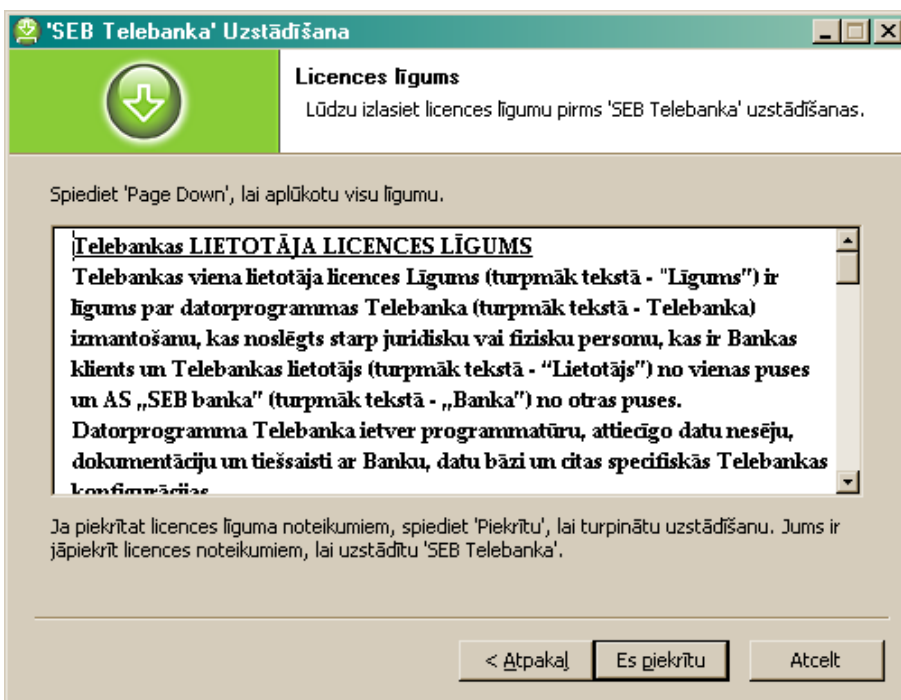 'SEB Telebanka' Uzstādīšana
Licences līgums
Lūdzu izlasiet licences līgumu pirms 'SEB Telebanka' uzstādīšanas.
Spiediet 'Page Down', lai aplūkotu visu līgumu.
Telebankas LIETOTĀJA LICENCES LĪGUMS
Telebankas viena lietotāja licences Līgums (turpmāk tekstā - "Līgums") ir
līgums par datorprogrammas Telebanka (turpmāk tekstā - Telebanka)
izmantošanu, kas noslēgts starp juridisku vai fizisku personu, kas ir Bankas
klients un Telebankas lietotājs (turpmāk tekstā - “Lietotājs”) no vienas puses
un AS „SEB banka” (turpmāk tekstā - „Banka”) no otras puses.
Datorprogramma Telebanka ietver programmatūru, attiecīgo datu nesēju,
dokumentāciju un tiešsaisti ar Banku, datu bāzi un citas specifiskās Telebankas
konfigurācijas
Ja piekrītat licences līguma noteikumiem, spiediet 'Piekrītu', lai turpinātu uzstādīšanu. Jums ir
jāpiekrīt licences noteikumiem, lai uzstādītu 'SEB Telebanka'.
< Atpakaļ
Es piekrītu
Atcelt